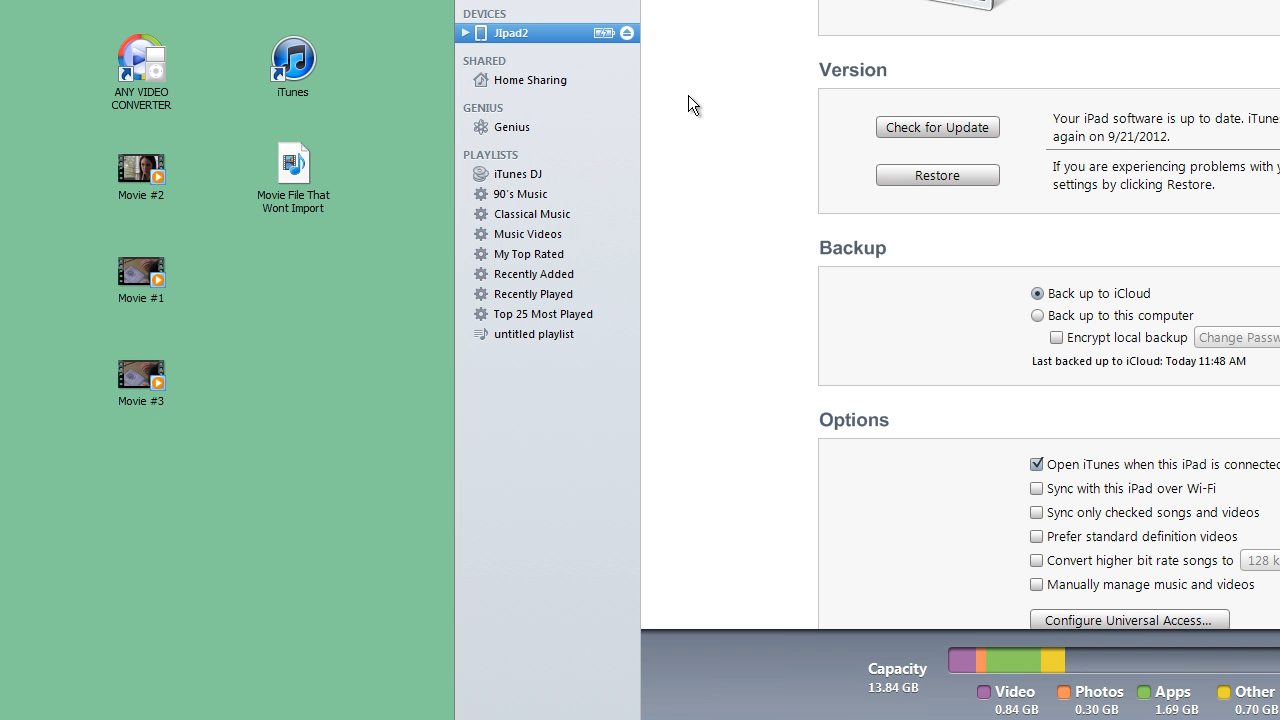 ANY VIDEO
CONVERTER
iTunes
Movie #2
Movie File That
Wont Import
Movie #1
Movie #3
DEVICES
JIpad2
SHARED
Home Sharing
GENIUS
Genius
PLAYLISTS
iTunes DJ
90's Music
Classical Music
Music Videos
My Top Rated
Recently Added
Recently Played
Top 25 Most Played
untitled playlist
Version
Check for Update
Your iPad software is up to date. iTunes
again on 9/21/2012.
Restore
If you are experiencing problems with
settings by clicking Restore.
Backup
Back up to iCloud
Back up to this computer
Encrypt local backup
Change Passw
Last backed up to iCloud: Today 11:48 AM
Options
Open iTunes when this iPad is connected
Sync with this iPad over Wi-Fi
Sync only checked songs and videos
Prefer standard definition videos
Convert higher bit rate songs to 128 k
Manually manage music and videos
Configure Universal Access...
Capacity
13.84 GB
Video
0.84 GB
Photos
0.30 GB
Apps
1.69 GB
Other
0.70 GB